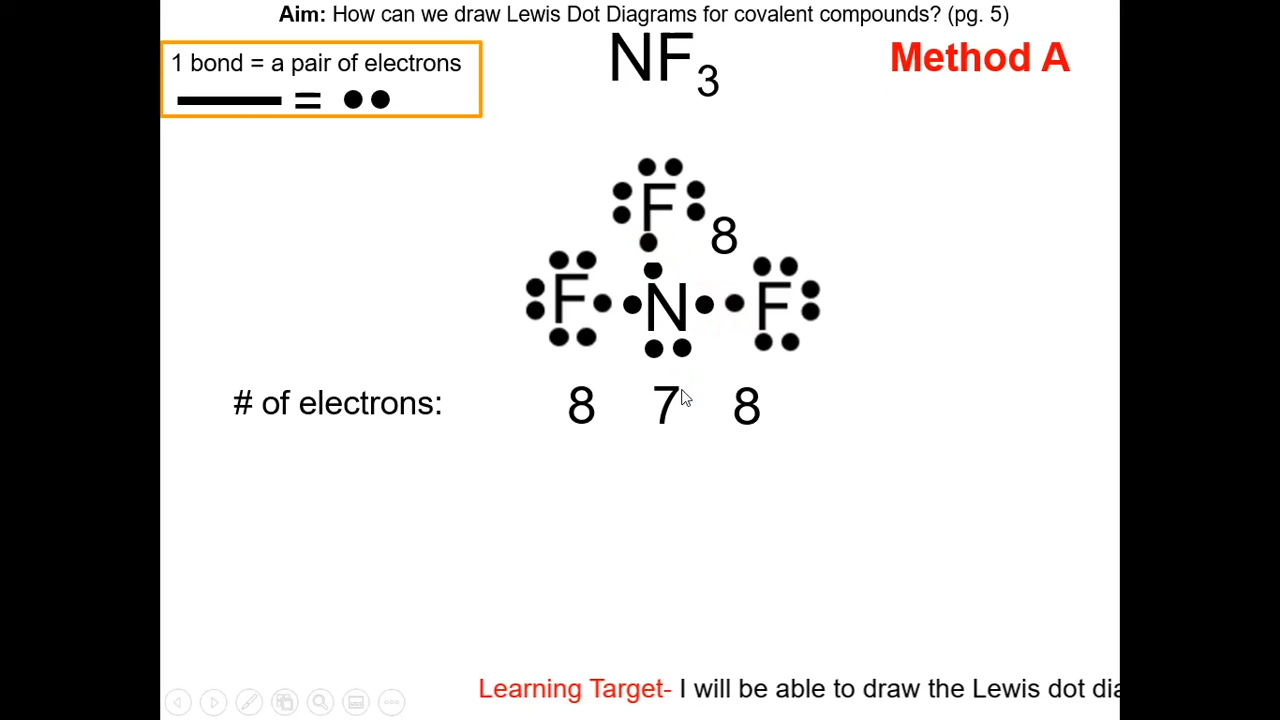 Aim: How can we draw Lewis Dot Diagrams for covalent compounds? (pg. 5)
1 bond = a pair of electrons
=
NF₃
Method A
F
8
F N F
# of electrons: 8 7 8
Learning Target- I will be able to draw the Lewis dot dia